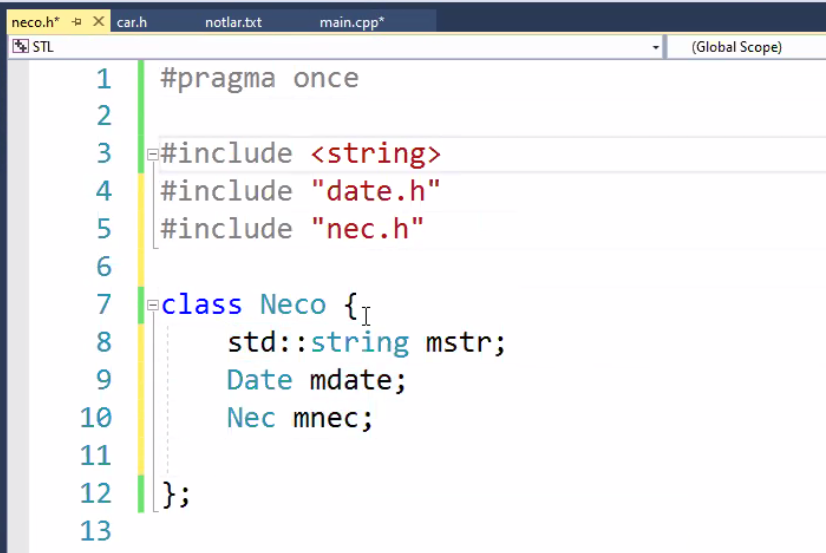 neco.h* car.h notlar.txt main.cpp*
STL (Global Scope)
1 #pragma once
2
3 #include <string>
4 #include "date.h"
5 #include "nec.h"
6
7 class Neco {
8 std::string mstr;
9 Date mdate;
10 Nec mnec;
11
12 };
13